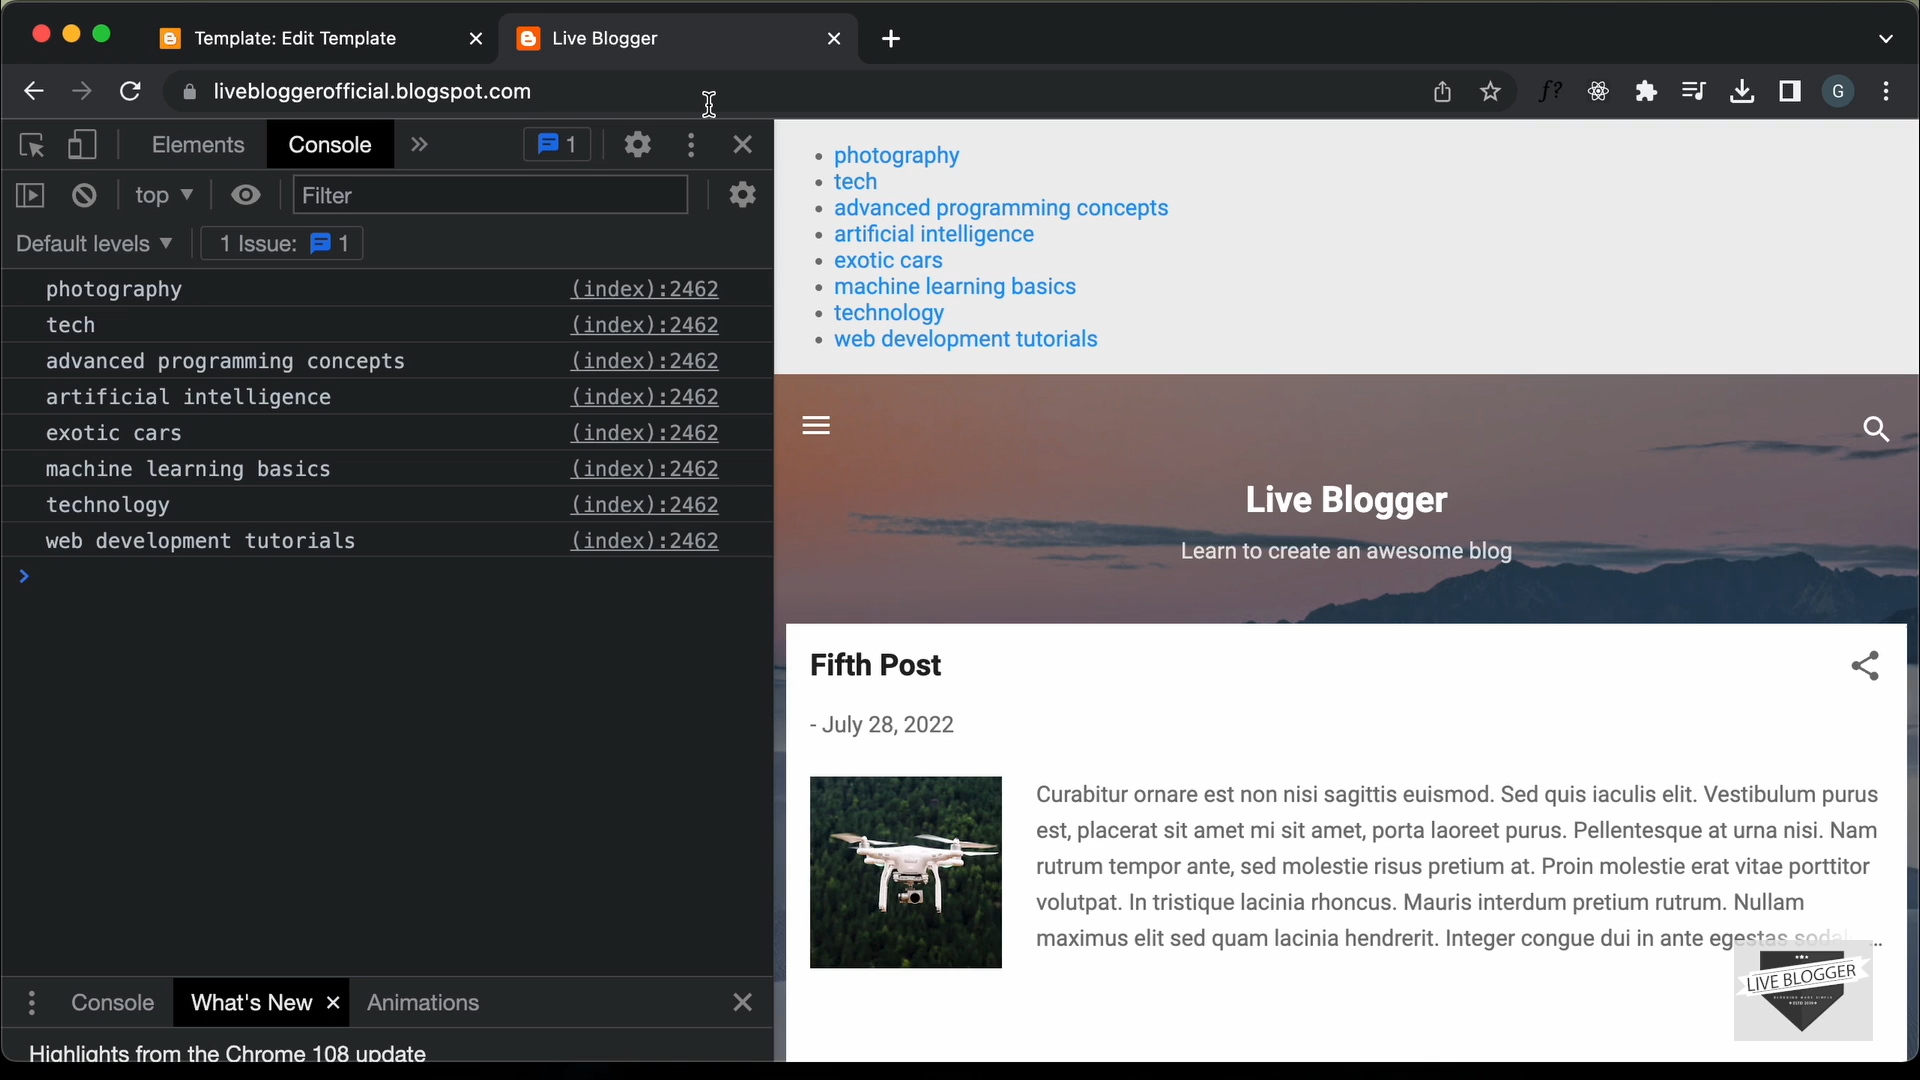 Template: Edit Template
Live Blogger
livebloggerofficial.blogspot.com
f?
G
Elements
Console
1
top
Filter
Default levels
1 Issue: 1
photography (index):2462
tech (index):2462
advanced programming concepts (index):2462
artificial intelligence (index):2462
exotic cars (index):2462
machine learning basics (index):2462
technology (index):2462
web development tutorials (index):2462
Console
What's New
Animations
Highlights from the Chrome 108 update
photography
tech
advanced programming concepts
artificial intelligence
exotic cars
machine learning basics
technology
web development tutorials
Live Blogger
Learn to create an awesome blog
Fifth Post
- July 28, 2022
Curabitur ornare est non nisi sagittis euismod. Sed quis iaculis elit. Vestibulum purus
est, placerat sit amet mi sit amet, porta laoreet purus. Pellentesque at urna nisi. Nam
rutrum tempor ante, sed molestie risus pretium at. Proin molestie erat vitae porttitor
volutpat. In tristique lacinia rhoncus. Mauris interdum pretium rutrum. Nullam
maximus elit sed quam lacinia hendrerit. Integer congue dui in ante egestas soda ...
LIVE BLOGGER